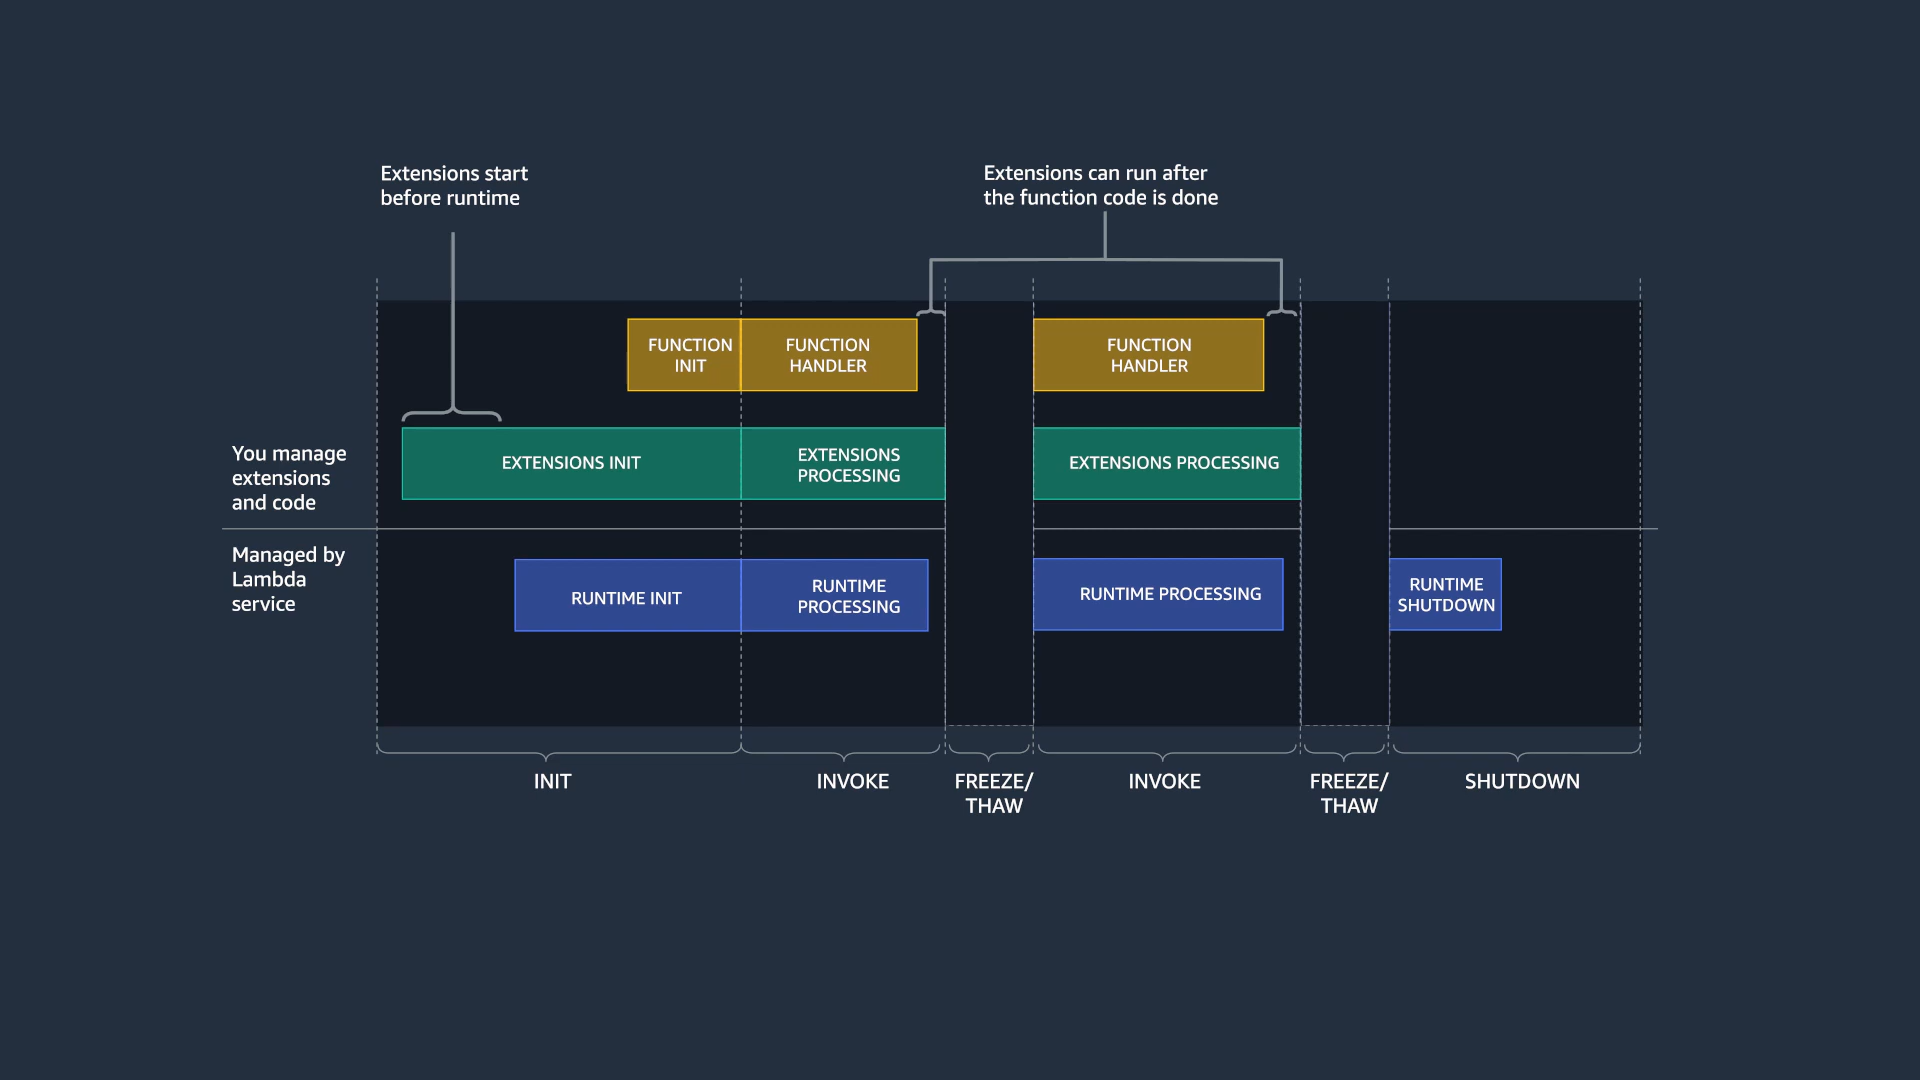 Extensions start
before runtime
Extensions can run after
the function code is done
FUNCTION
INIT
FUNCTION
HANDLER
FUNCTION
HANDLER
You manage
extensions
and code
EXTENSIONS INIT
EXTENSIONS
PROCESSING
EXTENSIONS PROCESSING
Managed by
Lambda
service
RUNTIME INIT
RUNTIME
PROCESSING
RUNTIME PROCESSING
RUNTIME
SHUTDOWN
INIT
INVOKE
FREEZE/
THAW
INVOKE
FREEZE/
THAW
SHUTDOWN